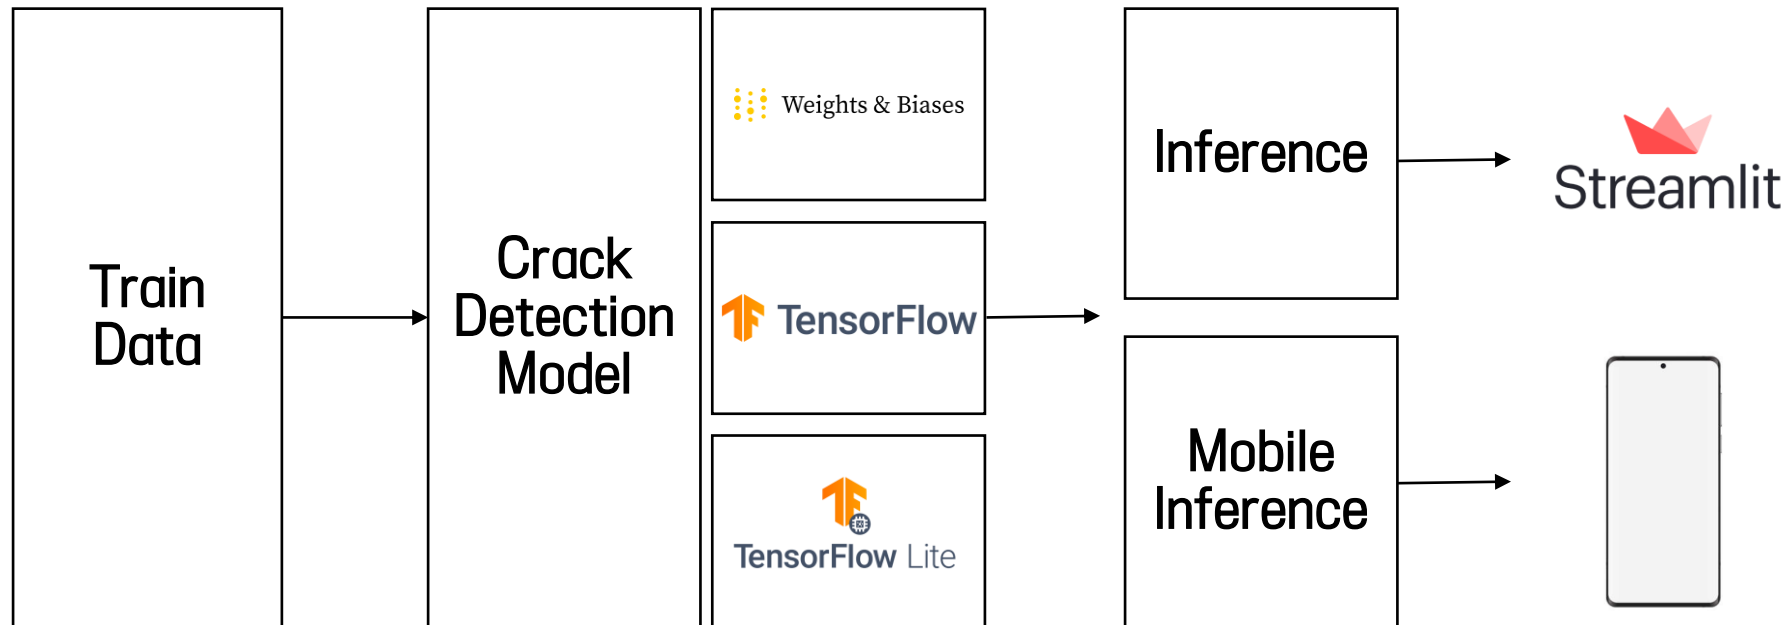 Train
Data
Crack
Detection
Model
Weights & Biases
TensorFlow
TensorFlow Lite
Inference
Streamlit
Mobile
Inference